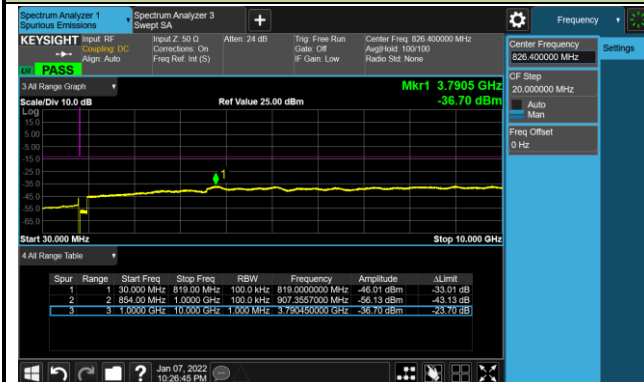 Spectrum Analyzer 1
Spurious Emissions
Spectrum Analyzer 3
Swept SA
+
Frequency
KEYSIGHT
Input: RF
Coupling: DC
Align: Auto
Input Z: 50 Ω
Corrections: On
Freq Ref: Int (S)
Atten: 24 dB
Trig: Free Run
Gate: Off
IF Gain: Low
Center Freq: 826.400000 MHz
Avg|Hold: 100/100
Radio Std: None
PASS
Center Frequency
826.400000 MHz
Settings
CF Step
20.000000 MHz
Auto
Man
Freq Offset
0 Hz
3 All Range Graph
Mkr1 3.7905 GHz
Scale/Div 10.0 dB
Ref Value 25.00 dBm
-36.70 dBm
Log
15.0
5.00
-5.00
-15.0
-25.0
-35.0
-45.0
-55.0
-65.0
1
Start 30.000 MHz
Stop 10.000 GHz
4 All Range Table
Spur Range Start Freq Stop Freq RBW Frequency Amplitude ΔLimit
1 1 30.000 MHz 819.00 MHz 100.0 kHz 819.0000000 MHz -46.01 dBm -33.01 dB
2 2 854.00 MHz 1.0000 GHz 100.0 kHz 907.3557000 MHz -56.13 dBm -43.13 dB
3 3 1.0000 GHz 10.000 GHz 1.000 MHz 3.790450000 GHz -36.70 dBm -23.70 dB
?
Jan 07, 2022
10:26:45 PM